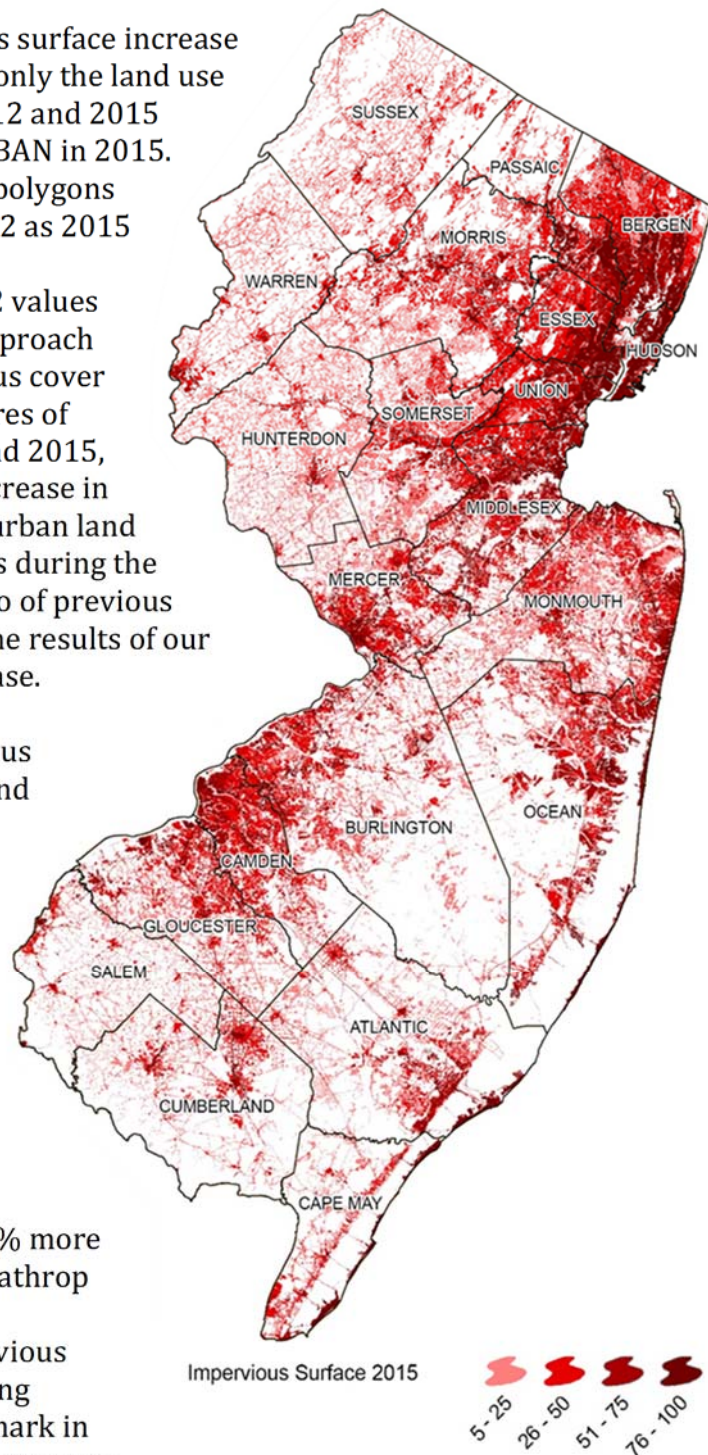 s surface increase
only the land use
12 and 2015
BAN in 2015.
polygons
2 as 2015
2 values
proach
us cover
res of
nd 2015,
crease in
urban land
s during the
o of previous
he results of our
ase.
us
nd
% more
athrop
vious
ng
mark in
SUSSEX
PASSAIC
BERGEN
MORRIS
WARREN
ESSEX
HUDSON
UNION
SOMERSET
HUNTERDON
MIDDLESEX
MERCER
MONMOUTH
OCEAN
BURLINGTON
CAMDEN
GLOUCESTER
SALEM
ATLANTIC
CUMBERLAND
CAPE MAY
Impervious Surface 2015
5 - 25
26 - 50
51 - 75
76 - 100